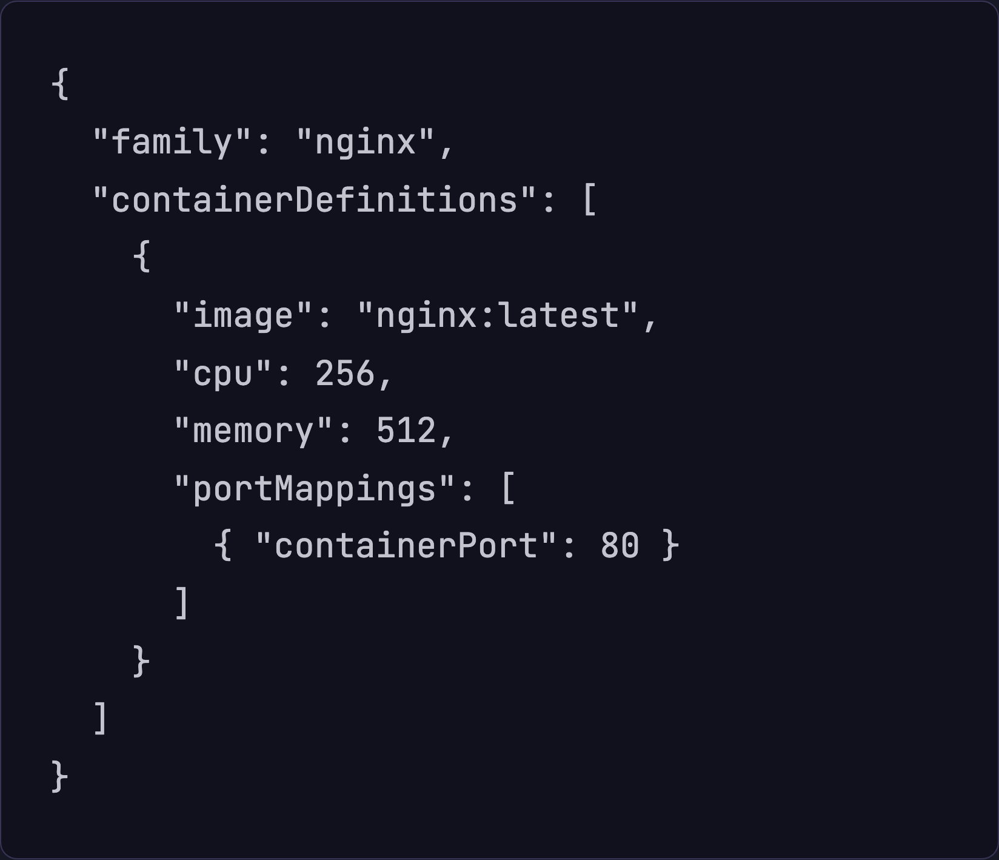 {
  "family": "nginx",
  "containerDefinitions": [
    {
      "image": "nginx:latest",
      "cpu": 256,
      "memory": 512,
      "portMappings": [
        { "containerPort": 80 }
      ]
    }
  ]
}